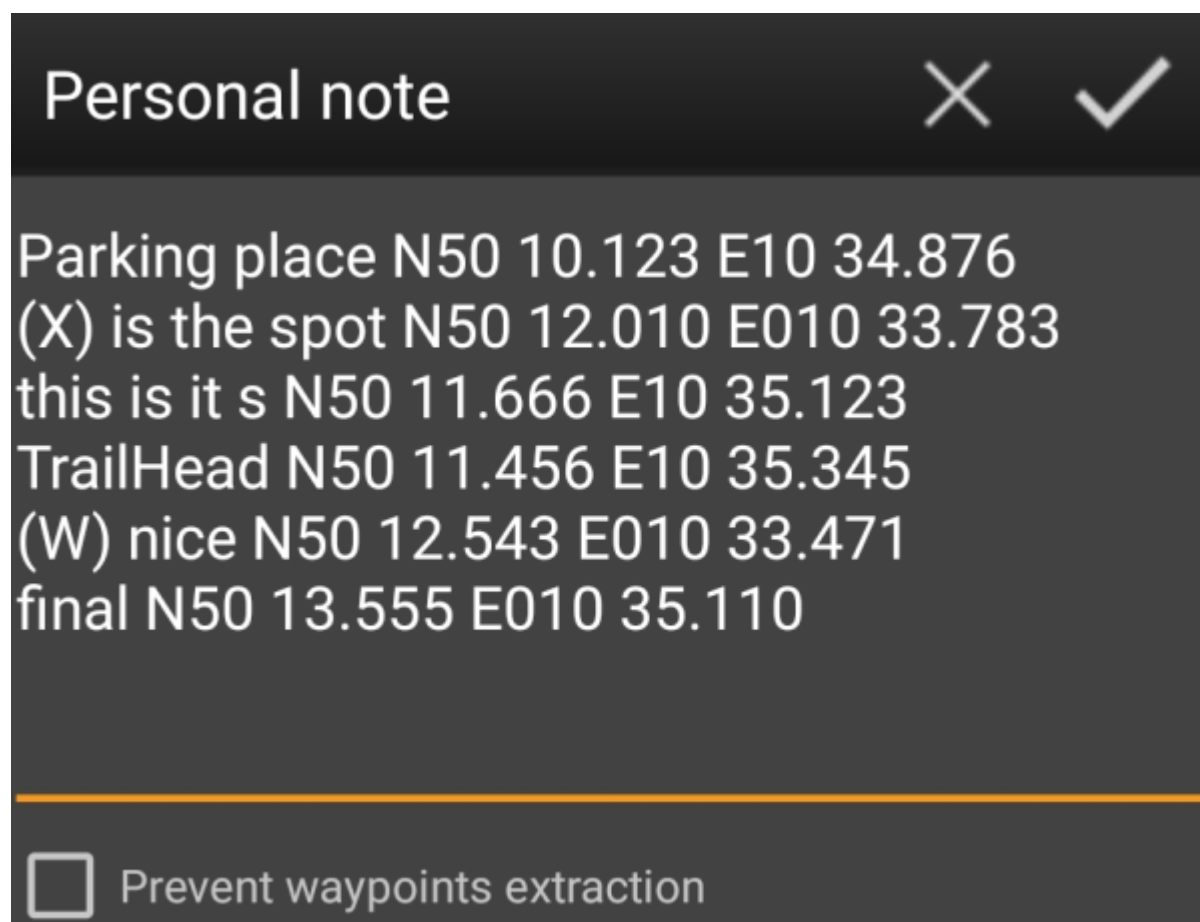 Personal note
Parking place N50 10.123 E10 34.876
(X) is the spot N50 12.010 E010 33.783
this is it s N50 11.666 E10 35.123
TrailHead N50 11.456 E10 35.345
(W) nice N50 12.543 E010 33.471
final N50 13.555 E010 35.110
Prevent waypoints extraction